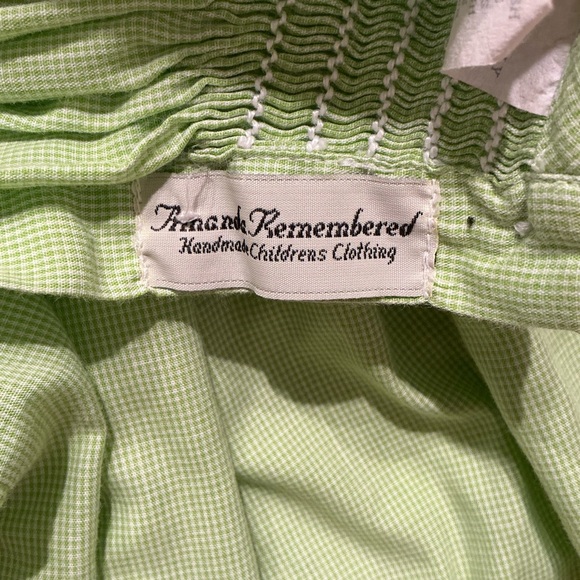 Amanda Remembered
Handmade Childrens Clothing